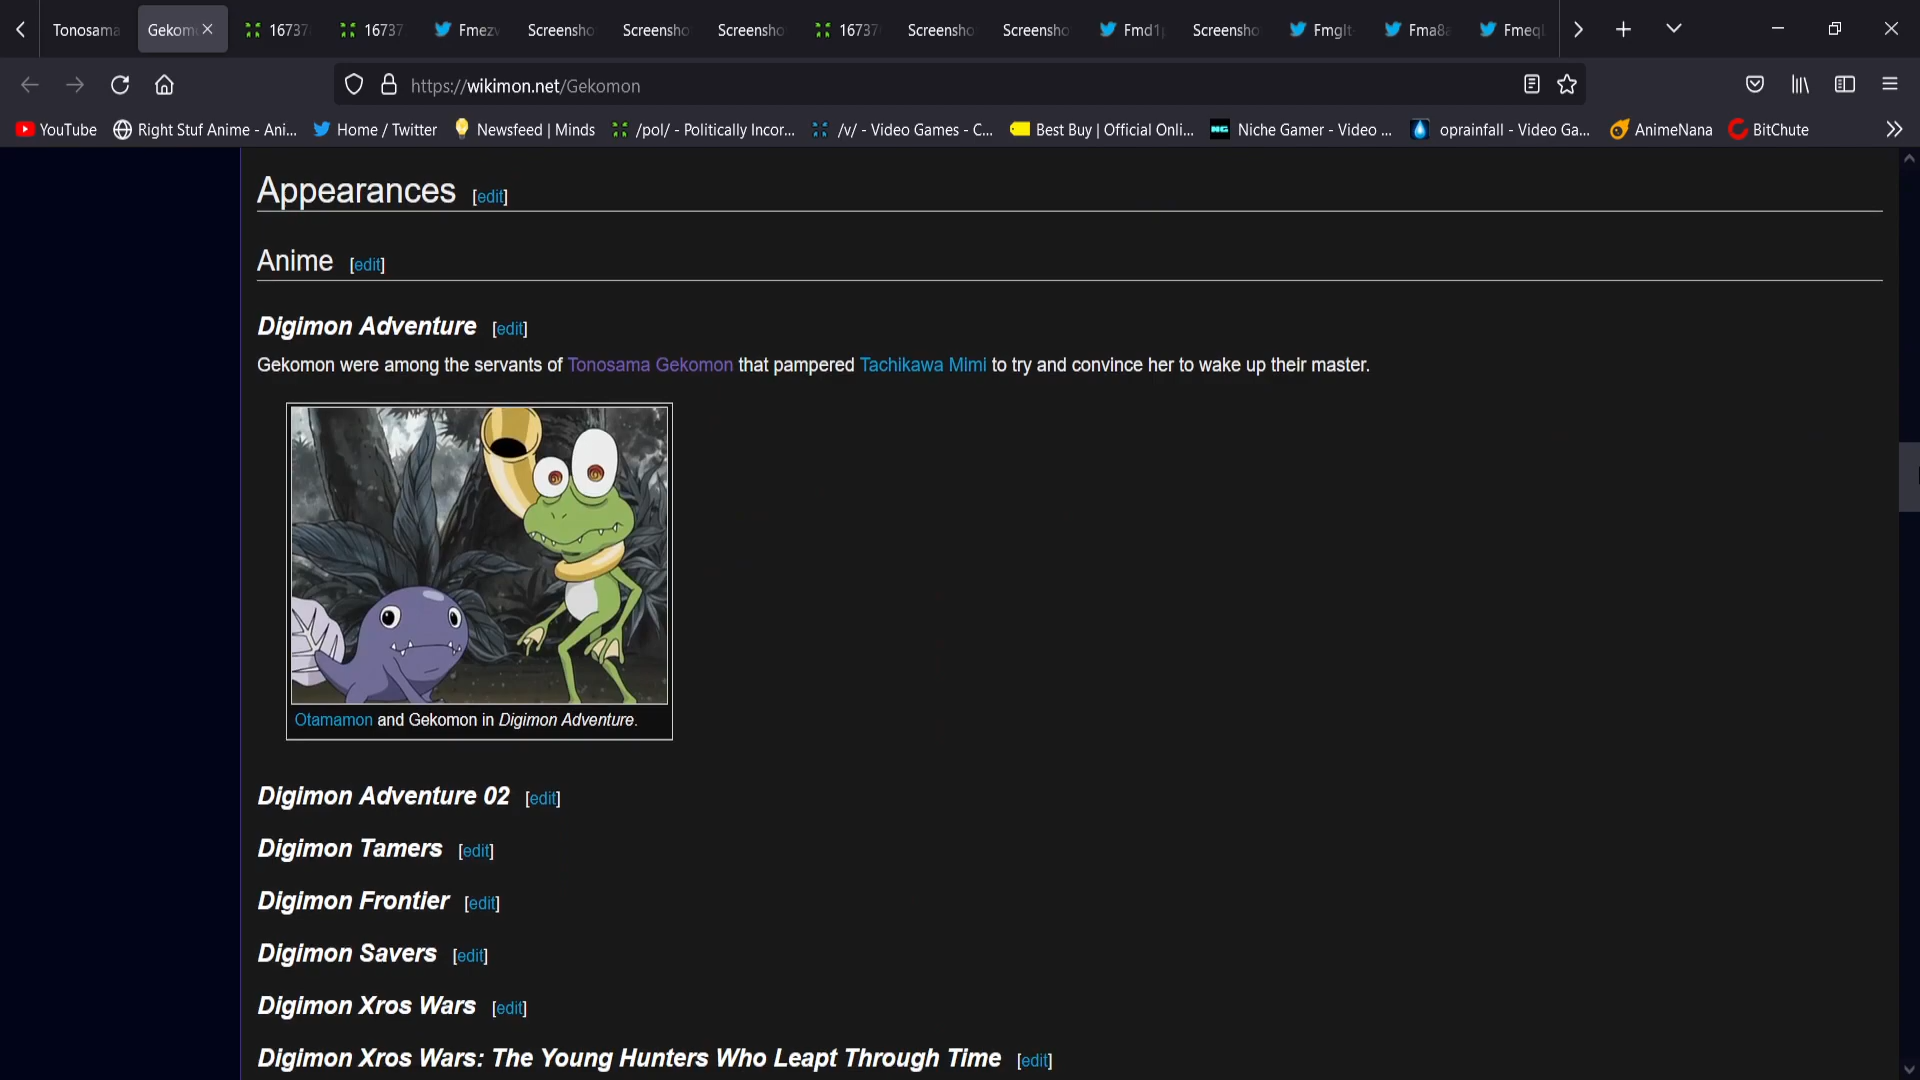 Tonosama Gekom 16737 16737 Fmezv Screensho Screensho Screensho 16737 Screensho Screensho Fmd1 Screensho Fmglt Fma8a Fmeql
https://wikimon.net/Gekomon
YouTube Right Stuf Anime - Ani... Home / Twitter Newsfeed | Minds /pol/ - Politically Incor... /v/ - Video Games - C... Best Buy | Official Onli... NG Niche Gamer - Video ... oprainfall - Video Ga... AnimeNana BitChute
Appearances [edit]
Anime [edit]
Digimon Adventure [edit]
Gekomon were among the servants of Tonosama Gekomon that pampered Tachikawa Mimi to try and convince her to wake up their master.
Otamamon and Gekomon in Digimon Adventure.
Digimon Adventure 02 [edit]
Digimon Tamers [edit]
Digimon Frontier [edit]
Digimon Savers [edit]
Digimon Xros Wars [edit]
Digimon Xros Wars: The Young Hunters Who Leapt Through Time [edit]